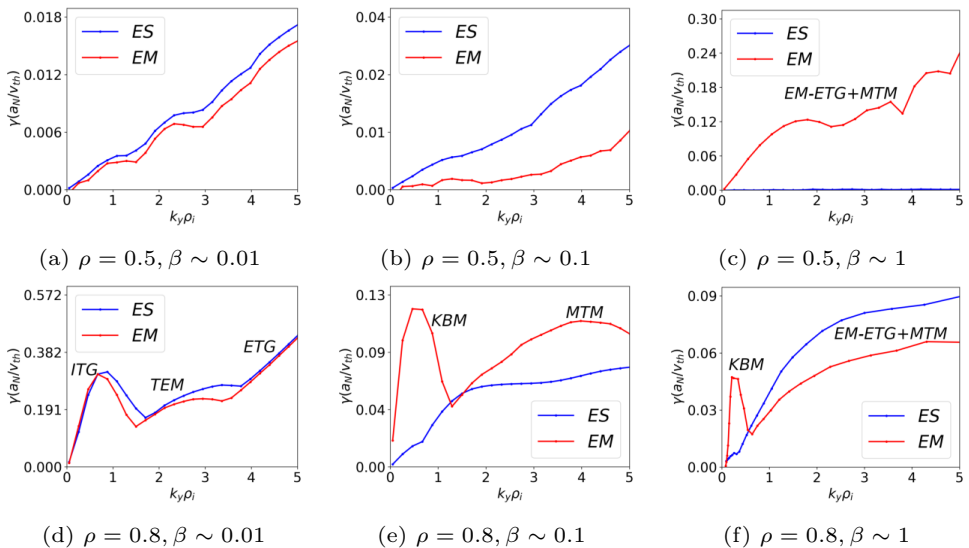 0.018
0.012
0.006
0.000
γ(a_N/v_th)
ES
EM
0 1 2 3 4 5
k_yρ_i
(a) ρ = 0.5, β ∼ 0.01
0.04
0.02
0.01
0.00
γ(a_N/v_th)
ES
EM
0 1 2 3 4 5
k_yρ_i
(b) ρ = 0.5, β ∼ 0.1
0.30
0.24
0.18
0.12
0.06
0.00
γ(a_N/v_th)
ES
EM
EM-ETG+MTM
0 1 2 3 4 5
k_yρ_i
(c) ρ = 0.5, β ∼ 1
0.572
0.382
0.191
0.000
γ(a_N/v_th)
ES
EM
ITG
TEM
ETG
0 1 2 3 4 5
k_yρ_i
(d) ρ = 0.8, β ∼ 0.01
0.13
0.09
0.04
0.00
γ(a_N/v_th)
KBM
MTM
ES
EM
0 1 2 3 4 5
k_yρ_i
(e) ρ = 0.8, β ∼ 0.1
0.09
0.06
0.03
0.00
γ(a_N/v_th)
KBM
EM-ETG+MTM
ES
EM
0 1 2 3 4 5
k_yρ_i
(f) ρ = 0.8, β ∼ 1